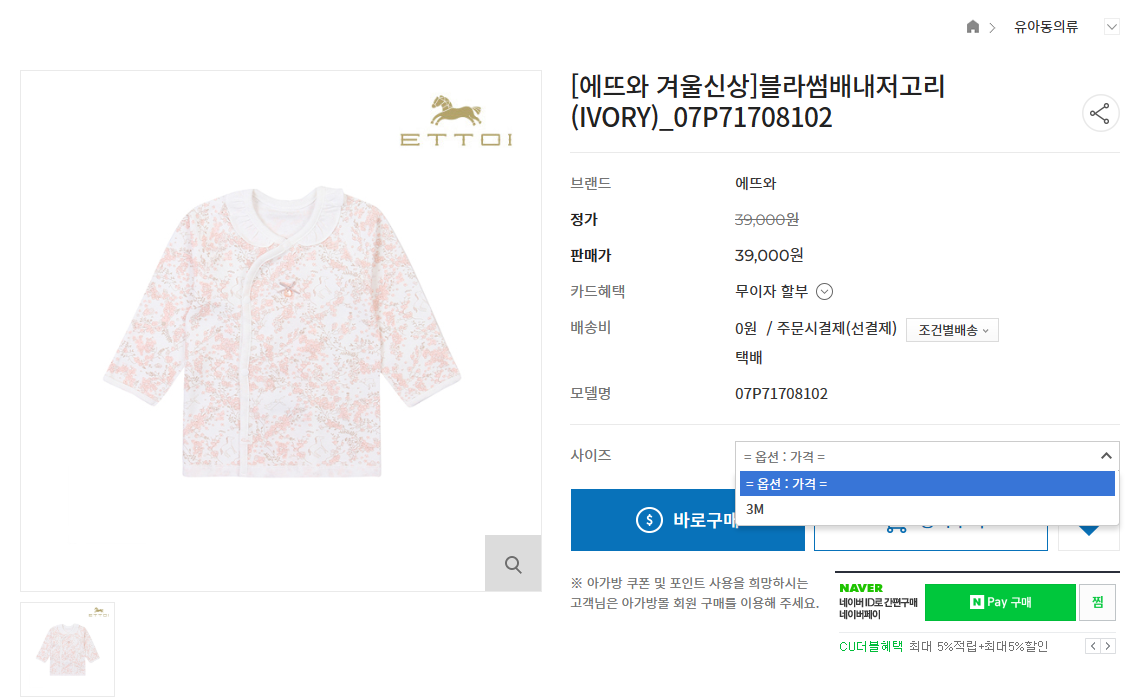 유아동의류
ETTOI
[에뜨와 겨울신상]블라썸배내저고리
(IVORY)_07P71708102
브랜드 에뜨와
정가 39,000원
판매가 39,000원
카드혜택 무이자 할부
배송비 0원 / 주문시결제(선결제) 조건별배송
택배
모델명 07P71708102
사이즈 = 옵션 : 가격 =
= 옵션 : 가격 =
3M
바로구매
※ 아가방 쿠폰 및 포인트 사용을 희망하시는
고객님은 아가방몰 회원 구매를 이용해 주세요.
NAVER
네이버 ID로 간편구매
네이버페이
N Pay 구매
찜
CU더블혜택 최대 5%적립+최대5%할인
ETTOI